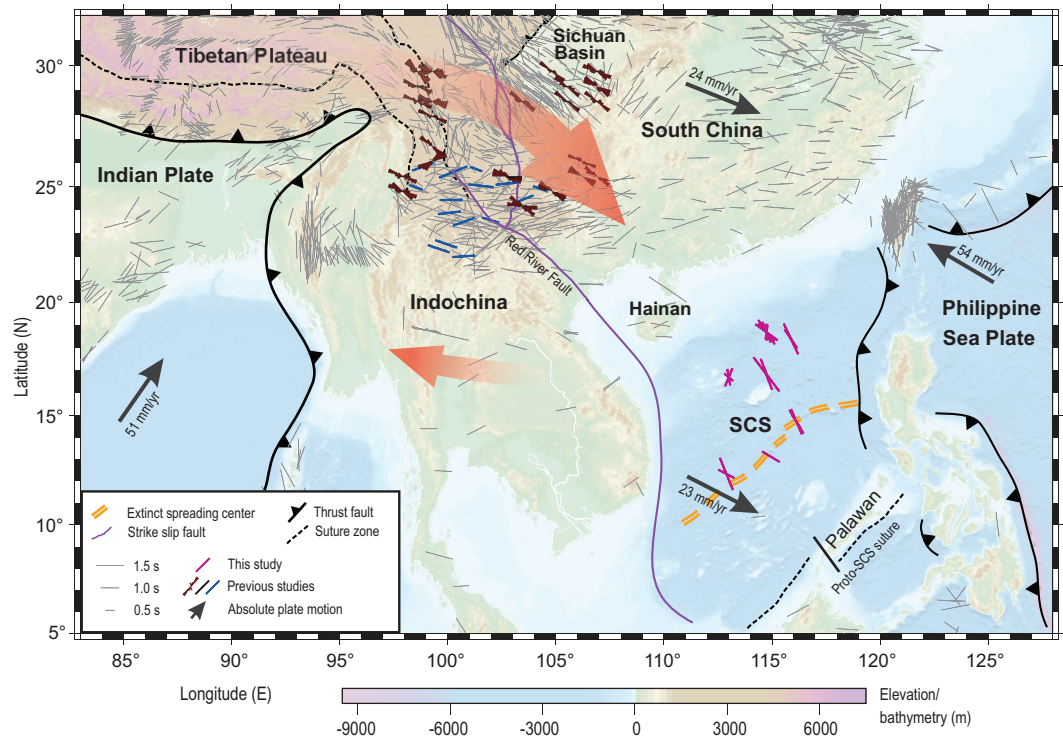 Tibetan Plateau
Sichuan
Basin
24 mm/yr
South China
Indian Plate
Red River Fault
54 mm/yr
Indochina
Hainan
Philippine
Sea Plate
51 mm/yr
SCS
23 mm/yr
Palawan
Proto-SCS suture
Extinct spreading center
Thrust fault
Strike slip fault
Suture zone
1.5 s
This study
1.0 s
Previous studies
0.5 s
Absolute plate motion
Latitude (N)
30°
25°
20°
15°
10°
5°
85°
90°
95°
100°
105°
110°
115°
120°
125°
Longitude (E)
Elevation/
bathymetry (m)
-9000
-6000
-3000
0
3000
6000